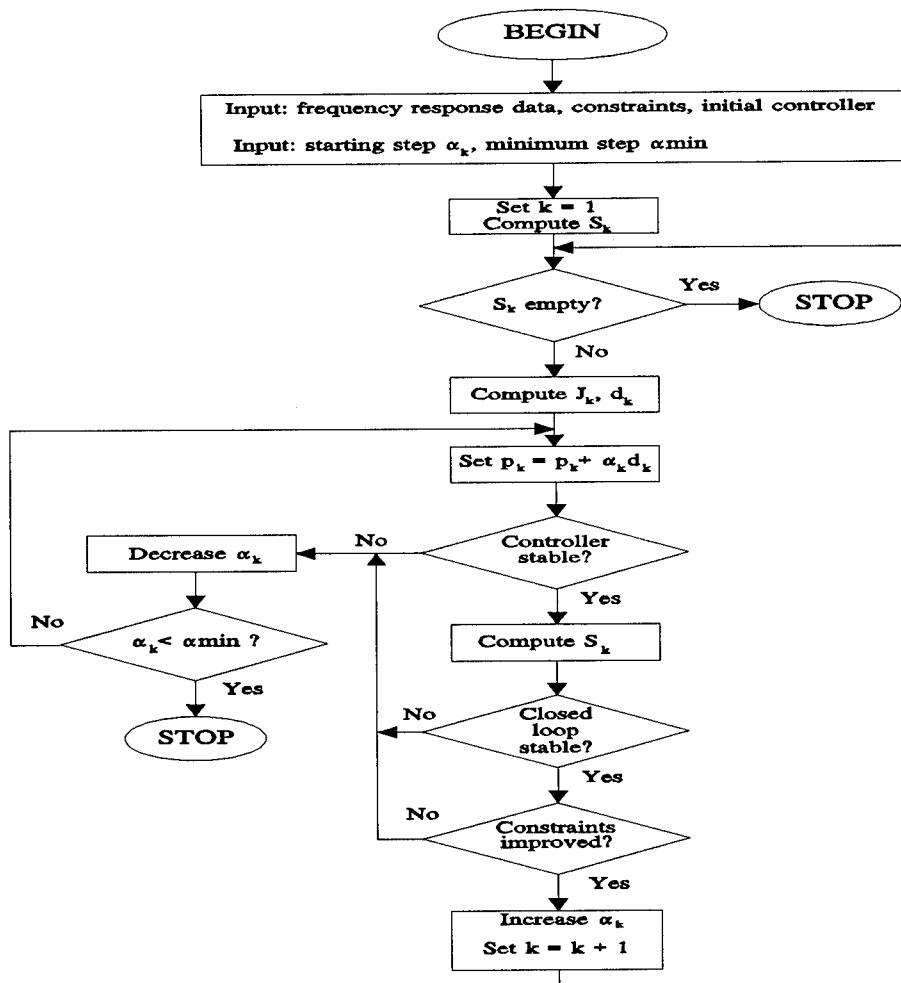 BEGIN
Input: frequency response data, constraints, initial controller
Input: starting step αₖ, minimum step αmin
Set k = 1
Compute Sₖ
Sₖ empty?
Yes
STOP
No
Compute Jₖ, dₖ
Set pₖ = pₖ+ αₖdₖ
Controller
stable?
No
Decrease αₖ
Yes
αₖ< αmin ?
No
Yes
STOP
Compute Sₖ
Closed
loop
stable?
No
Yes
Constraints
improved?
No
Yes
Increase αₖ
Set k = k + 1